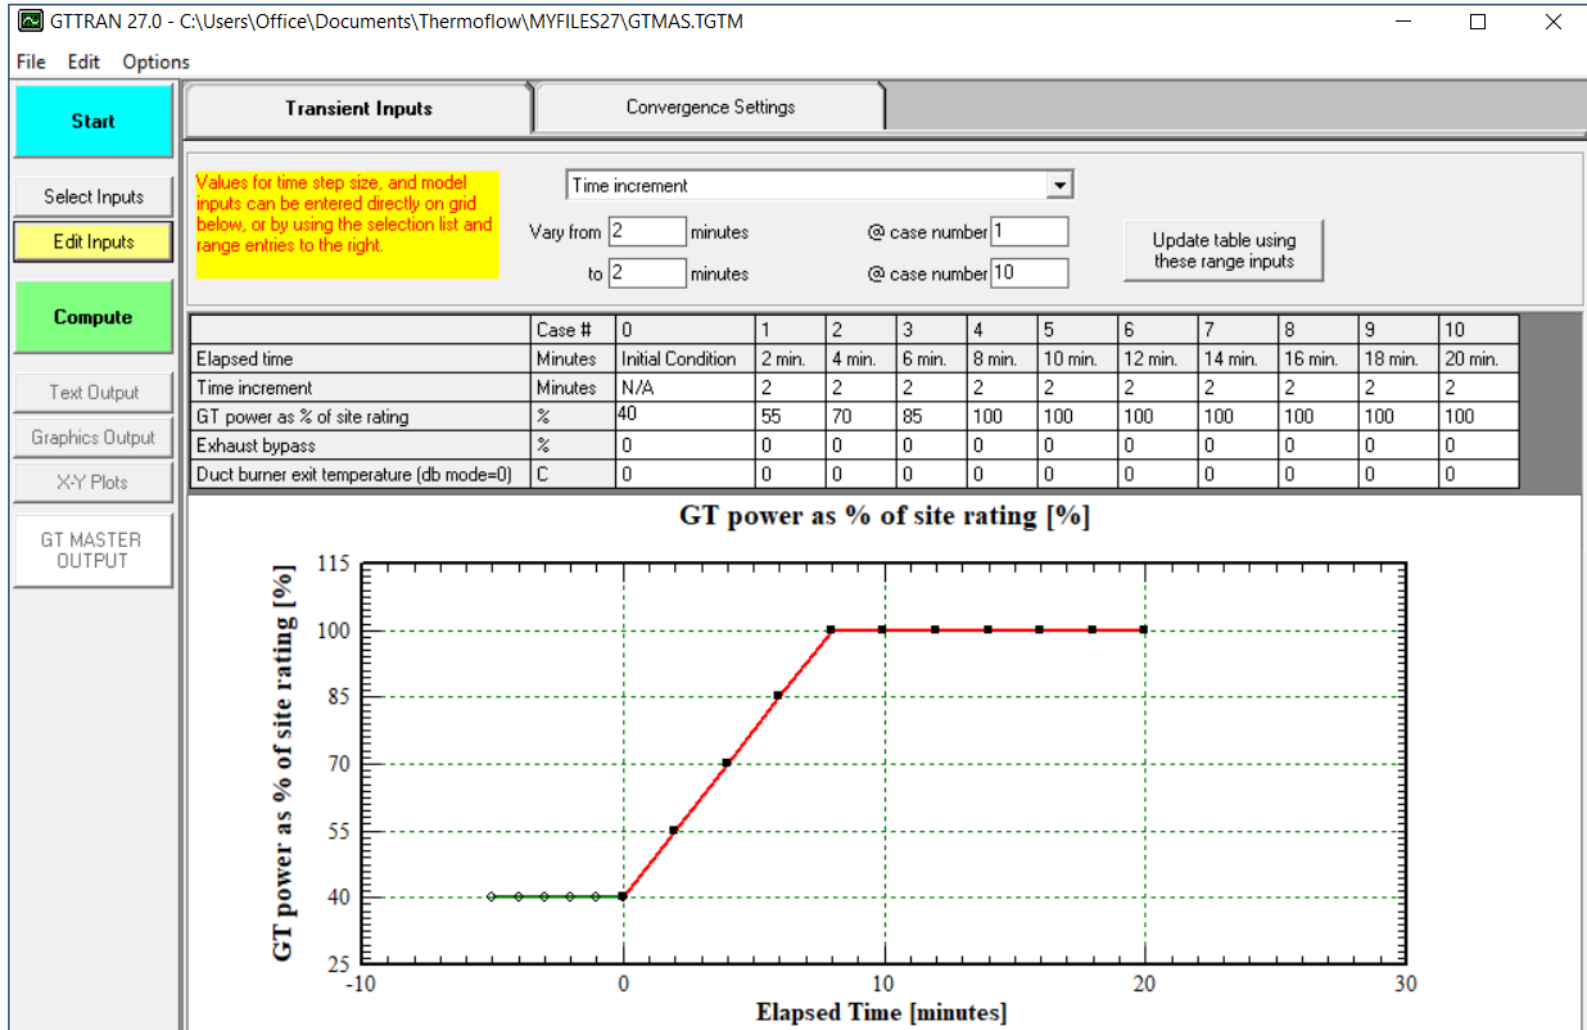 GTTRAN 27.0 - C:\Users\Office\Documents\Thermoflow\MYFILES27\GTMAS.TGTM
File Edit Options
Start
Select Inputs
Edit Inputs
Compute
Text Output
Graphics Output
X-Y Plots
GT MASTER
OUTPUT
Transient Inputs
Convergence Settings
Values for time step size, and model
inputs can be entered directly on grid
below, or by using the selection list and
range entries to the right.
Time increment
Vary from 2 minutes @ case number 1
to 2 minutes @ case number 10
Update table using
these range inputs
Case # 0 1 2 3 4 5 6 7 8 9 10
Elapsed time Minutes Initial Condition 2 min. 4 min. 6 min. 8 min. 10 min. 12 min. 14 min. 16 min. 18 min. 20 min.
Time increment Minutes N/A 2 2 2 2 2 2 2 2 2 2
GT power as % of site rating % 40 55 70 85 100 100 100 100 100 100 100
Exhaust bypass % 0 0 0 0 0 0 0 0 0 0 0
Duct burner exit temperature (db mode=0) C 0 0 0 0 0 0 0 0 0 0 0
GT power as % of site rating [%]
GT power as % of site rating [%]
115
100
85
70
55
40
25
-10 0 10 20 30
Elapsed Time [minutes]